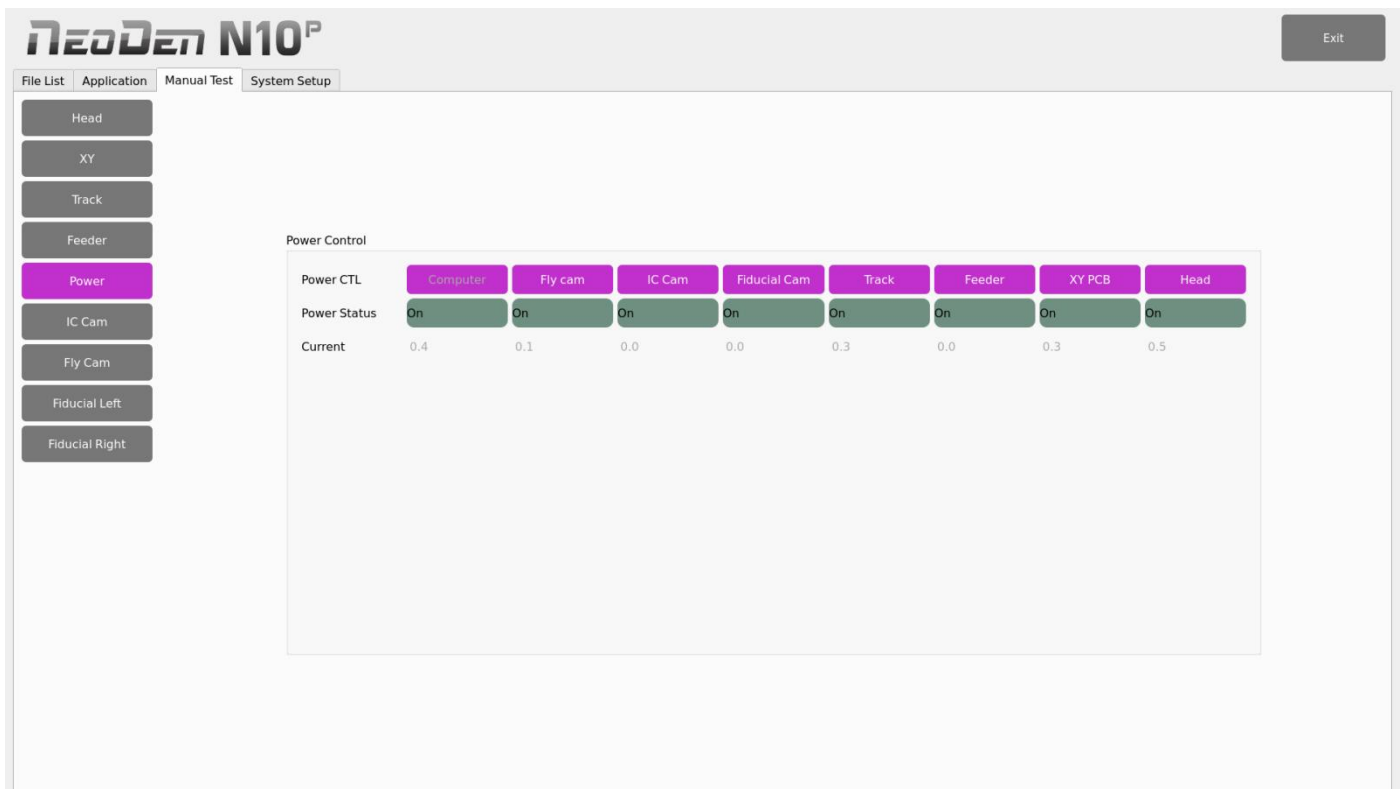 NEODEN N10P
Exit
File List Application Manual Test System Setup
Head
XY
Track
Feeder
Power
IC Cam
Fly Cam
Fiducial Left
Fiducial Right
Power Control
Power CTL Computer Fly cam IC Cam Fiducial Cam Track Feeder XY PCB Head
Power Status On On On On On On On On
Current 0.4 0.1 0.0 0.0 0.3 0.0 0.3 0.5